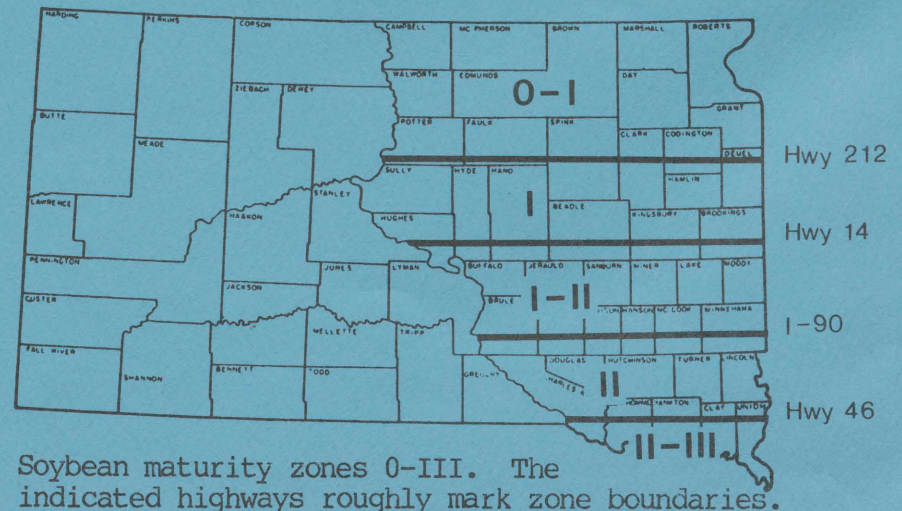 HARDING PERKINS CORSON CAMPBELL MC PHERSON BROWN MARSHALL ROBERTS
WALWORTH EDMUNDS DAY
ZIEBACH DEWEY 0-I
BUTTE GRANT
POTTER FAULK SPINK CLARK CODINGTON
MEADE DEUEL Hwy 212
SULLY HYDE HAND HAMLIN
LAWRENCE STANLEY I BEADLE KINGSBURY BROOKINGS
HAAKON HUGHES Hwy 14
PENNINGTON JONES LYMAN BUFFALO JERAULD SANBORN MINER LAKE MOODY
CUSTER JACKSON BRULE I-II HANSON MC COOK MINNEHAHA
MELLETTE TRIPP I-90
FALL RIVER DOUGLAS HUTCHINSON TURNER LINCOLN
SHANNON BENNETT TODD GREGORY II
YANKTON CLAY UNION Hwy 46
II-III
Soybean maturity zones 0-III. The
indicated highways roughly mark zone boundaries.